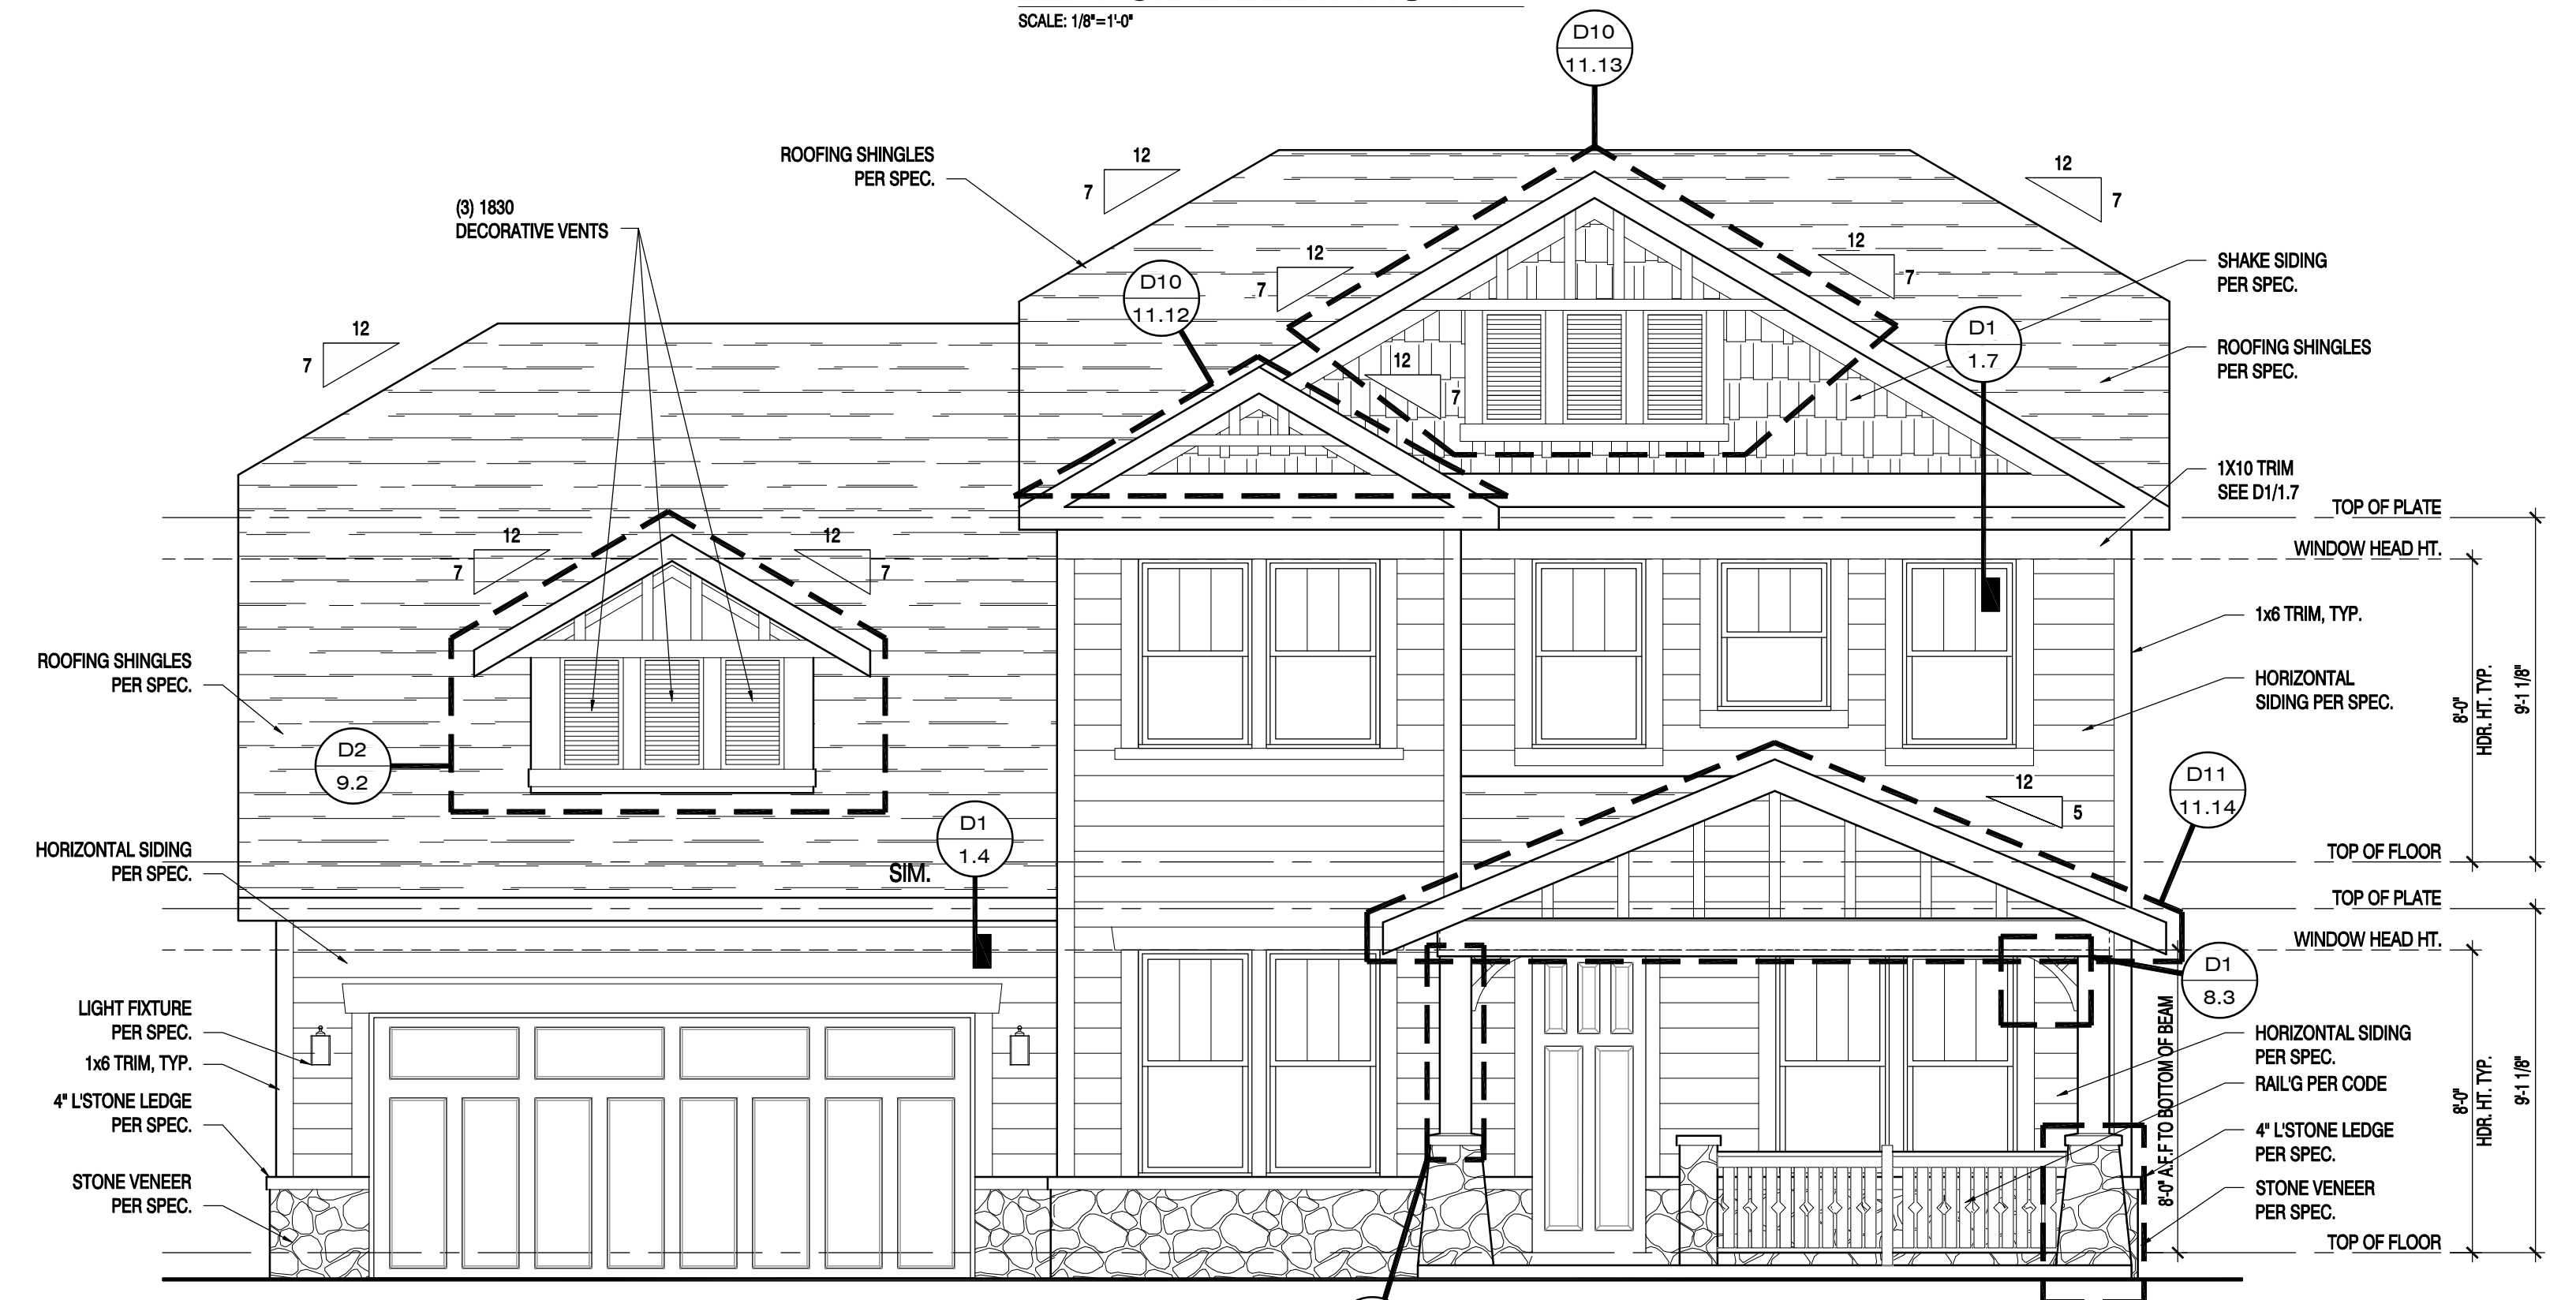 SCALE: 1/8"=1'-0"
D10
11.13
ROOFING SHINGLES
PER SPEC.
12
7
12
7
(3) 1830
DECORATIVE VENTS
12
7
12
7
SHAKE SIDING
PER SPEC.
D10
11.12
D1
1.7
12
7
ROOFING SHINGLES
PER SPEC.
12
7
1X10 TRIM
SEE D1/1.7
TOP OF PLATE
12
7
12
7
WINDOW HEAD HT.
1x6 TRIM, TYP.
ROOFING SHINGLES
PER SPEC.
HORIZONTAL
SIDING PER SPEC.
8'-0"
HDR. HT. TYP.
9'-1 1/8"
D2
9.2
12
5
D11
11.14
D1
1.4
SIM.
HORIZONTAL SIDING
PER SPEC.
TOP OF FLOOR
TOP OF PLATE
WINDOW HEAD HT.
D1
8.3
LIGHT FIXTURE
PER SPEC.
1x6 TRIM, TYP.
4" L'STONE LEDGE
PER SPEC.
STONE VENEER
PER SPEC.
8'-0" A.F.F TO BOTTOM OF BEAM
HORIZONTAL SIDING
PER SPEC.
RAIL'G PER CODE
4" L'STONE LEDGE
PER SPEC.
STONE VENEER
PER SPEC.
8'-0"
HDR. HT. TYP.
9'-1 1/8"
TOP OF FLOOR